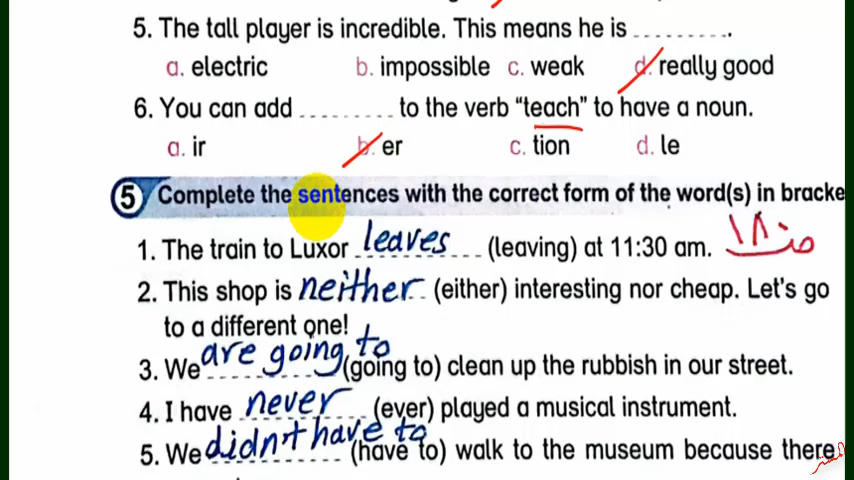 5. The tall player is incredible. This means he is ..........
a. electric b. impossible c. weak d. really good
6. You can add .......... to the verb "teach" to have a noun.
a. ir b. er c. tion d. le
5 Complete the sentences with the correct form of the word(s) in bracke
1. The train to Luxor leaves (leaving) at 11:30 am. صـ ١٨
2. This shop is neither (either) interesting nor cheap. Let's go
to a different one!
3. We are going to (going to) clean up the rubbish in our street.
4. I have never (ever) played a musical instrument.
5. We didn't have to (have to) walk to the museum because there